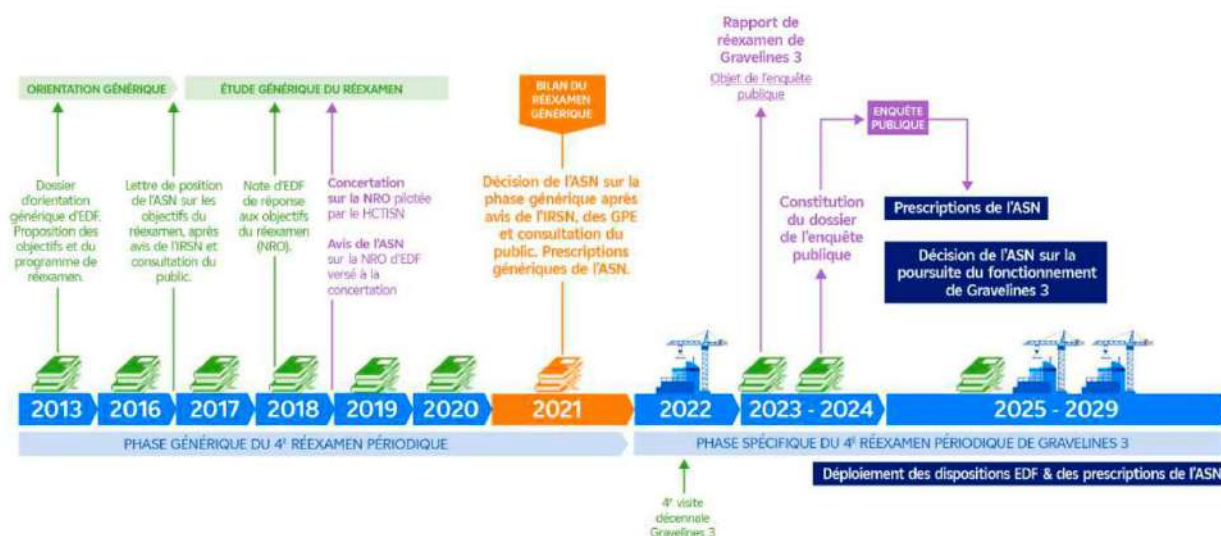 Rapport de
réexamen de
Gravelines 3
Objet de l'enquête
publique
ORIENTATION GÉNÉRIQUE
ÉTUDE GÉNÉRIQUE DU RÉEXAMEN
BILAN DU
RÉEXAMEN
GÉNÉRIQUE
ENQUÊTE
PUBLIQUE
Dossier
d'orientation
générique d'EDF.
Proposition des
objectifs et du
programme de
réexamen.
Lettre de position
de l'ASN sur les
objectifs du
réexamen, après
avis de l'IRSN et
consultation du
public.
Note d'EDF
de réponse
aux objectifs
du réexamen
(NRO).
Concertation
sur la NRO pilotée
par le HCTISN
Avis de l'ASN
sur la NRO d'EDF
versé à la
concertation
Décision de l'ASN sur la
phase générique après
avis de l'IRSN, des GPE
et consultation du
public. Prescriptions
génériques de l'ASN.
Constitution
du dossier
de l'enquête
publique
Prescriptions de l'ASN
Décision de l'ASN sur la
poursuite du fonctionnement
de Gravelines 3
2013
2016
2017
2018
2019
2020
2021
2022
2023 - 2024
2025 - 2029
PHASE GÉNÉRIQUE DU 4e RÉEXAMEN PÉRIODIQUE
PHASE SPÉCIFIQUE DU 4e RÉEXAMEN PÉRIODIQUE DE GRAVELINES 3
Déploiement des dispositions EDF & des prescriptions de l'ASN
4e visite
décennale
Gravelines 3